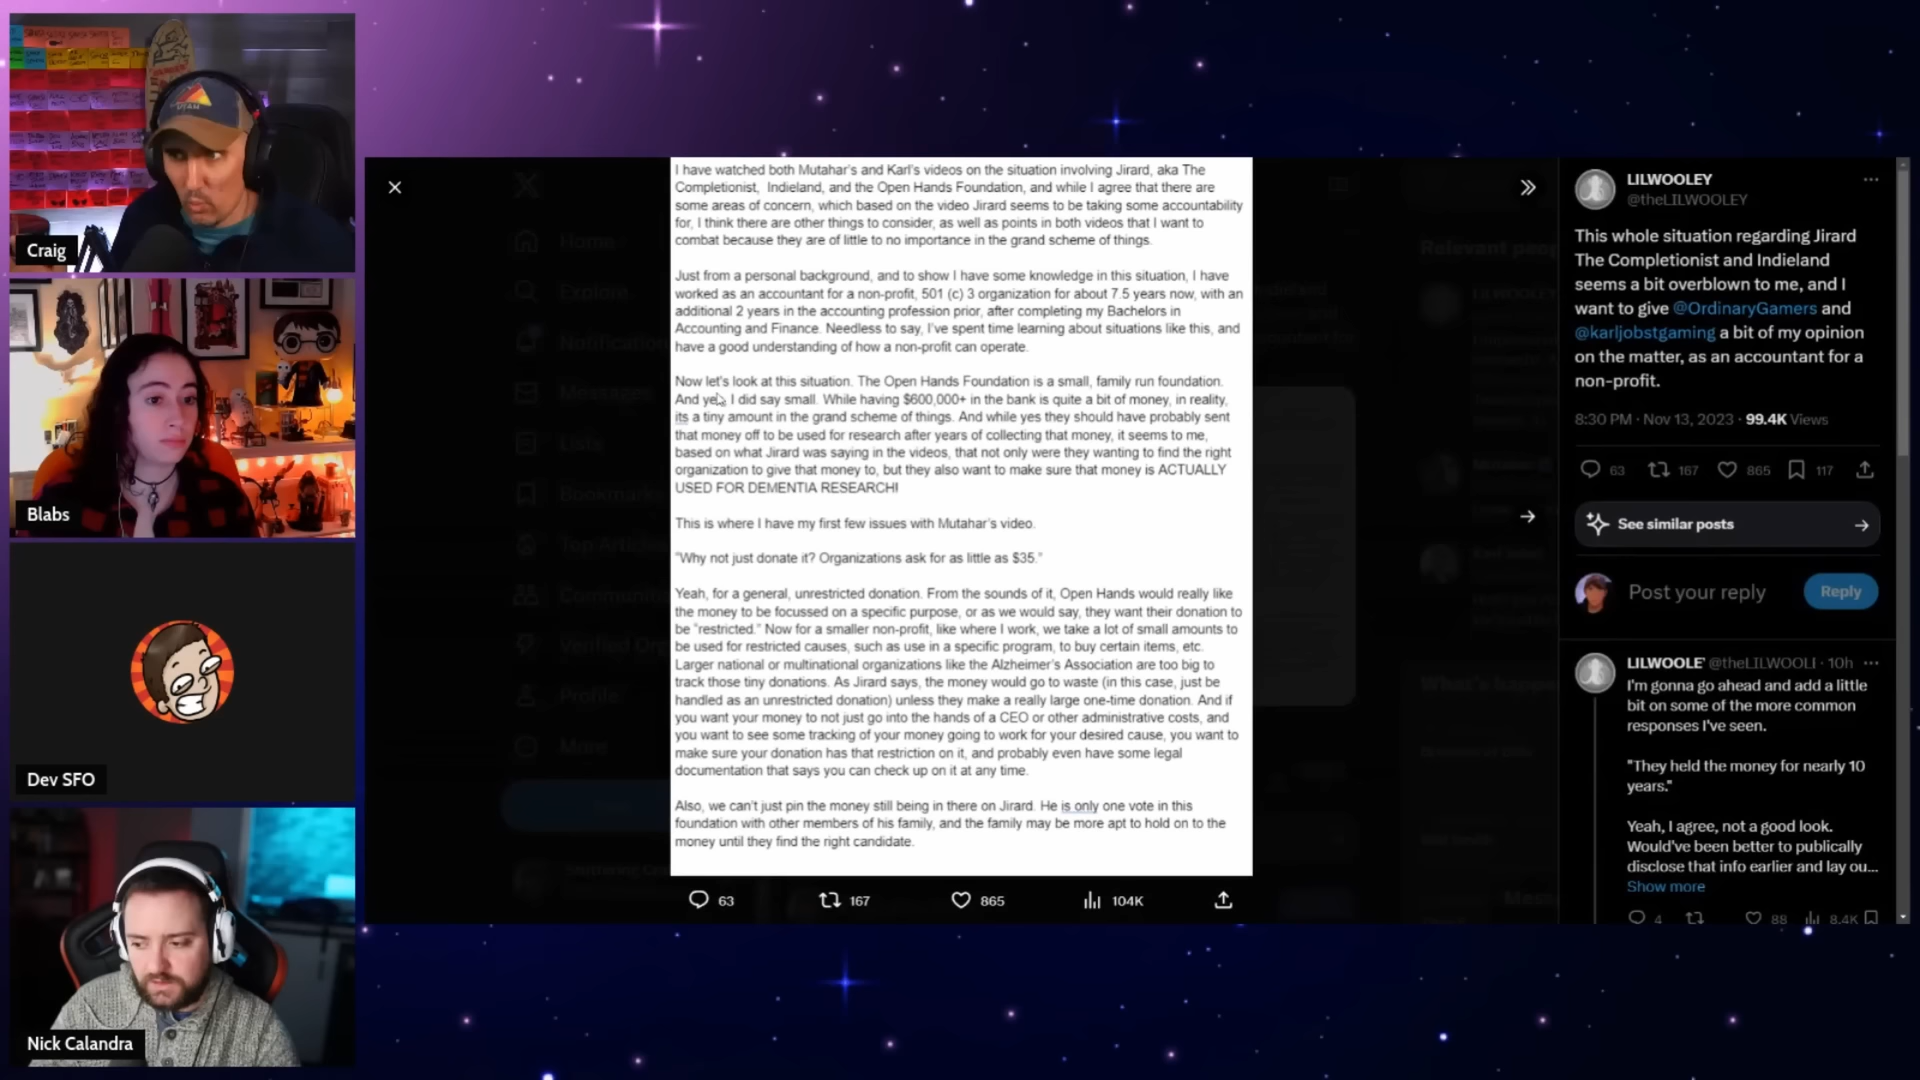 Craig
Blabs
Dev SFO
Nick Calandra
I have watched both Mutahar's and Karl's videos on the situation involving Jirard, aka The
Completionist, Indieland, and the Open Hands Foundation, and while I agree that there are
some areas of concern, which based on the video Jirard seems to be taking some accountability
for, I think there are other things to consider, as well as points in both videos that I want to
combat because they are of little to no importance in the grand scheme of things.
Just from a personal background, and to show I have some knowledge in this situation, I have
worked as an accountant for a non-profit, 501 (c) 3 organization for about 7.5 years now, with an
additional 2 years in the accounting profession prior, after completing my Bachelors in
Accounting and Finance. Needless to say, I've spent time learning about situations like this, and
have a good understanding of how a non-profit can operate.
Now let's look at this situation. The Open Hands Foundation is a small, family run foundation.
And yes, I did say small. While having $600,000+ in the bank is quite a bit of money, in reality,
its a tiny amount in the grand scheme of things. And while yes they should have probably sent
that money off to be used for research after years of collecting that money, it seems to me,
based on what Jirard was saying in the videos, that not only were they wanting to find the right
organization to give that money to, but they also want to make sure that money is ACTUALLY
USED FOR DEMENTIA RESEARCH!
This is where I have my first few issues with Mutahar's video.
"Why not just donate it? Organizations ask for as little as $35."
Yeah, for a general, unrestricted donation. From the sounds of it, Open Hands would really like
the money to be focussed on a specific purpose, or as we would say, they want their donation to
be "restricted." Now for a smaller non-profit, like where I work, we take a lot of small amounts to
be used for restricted causes, such as use in a specific program, to buy certain items, etc.
Larger national or multinational organizations like the Alzheimer's Association are too big to
track those tiny donations. As Jirard says, the money would go to waste (in this case, just be
handled as an unrestricted donation) unless they make a really large one-time donation. And if
you want your money to not just go into the hands of a CEO or other administrative costs, and
you want to see some tracking of your money going to work for your desired cause, you want to
make sure your donation has that restriction on it, and probably even have some legal
documentation that says you can check up on it at any time.
Also, we can't just pin the money still being in there on Jirard. He is only one vote in this
foundation with other members of his family, and the family may be more apt to hold on to the
money until they find the right candidate.
63 167 865 104K
LILWOOLEY
@theLILWOOLEY
This whole situation regarding Jirard
The Completionist and Indieland
seems a bit overblown to me, and I
want to give @OrdinaryGamers and
@karljobstgaming a bit of my opinion
on the matter, as an accountant for a
non-profit.
8:30 PM · Nov 13, 2023 · 99.4K Views
63 167 865 117
See similar posts
Post your reply
Reply
LILWOOLE @theLILWOOLI · 10h
I'm gonna go ahead and add a little
bit on some of the more common
responses I've seen.
"They held the money for nearly 10
years."
Yeah, I agree, not a good look.
Would've been better to publically
disclose that info earlier and lay ou...
Show more
4 88 8.4K
Home
Explore
Messages
Lists
Profile
More